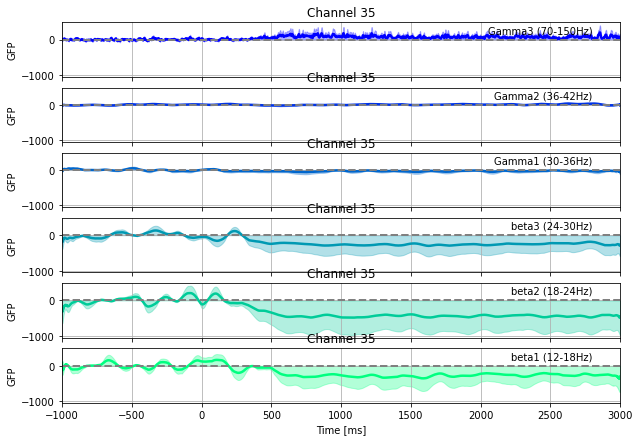 Channel 35
Gamma3 (70-150Hz)
GFP
0
−1000
Channel 35
Gamma2 (36-42Hz)
GFP
0
−1000
Channel 35
Gamma1 (30-36Hz)
GFP
0
−1000
Channel 35
beta3 (24-30Hz)
GFP
0
−1000
Channel 35
beta2 (18-24Hz)
GFP
0
−1000
Channel 35
beta1 (12-18Hz)
GFP
0
−1000
−1000 −500 0 500 1000 1500 2000 2500 3000
Time [ms]